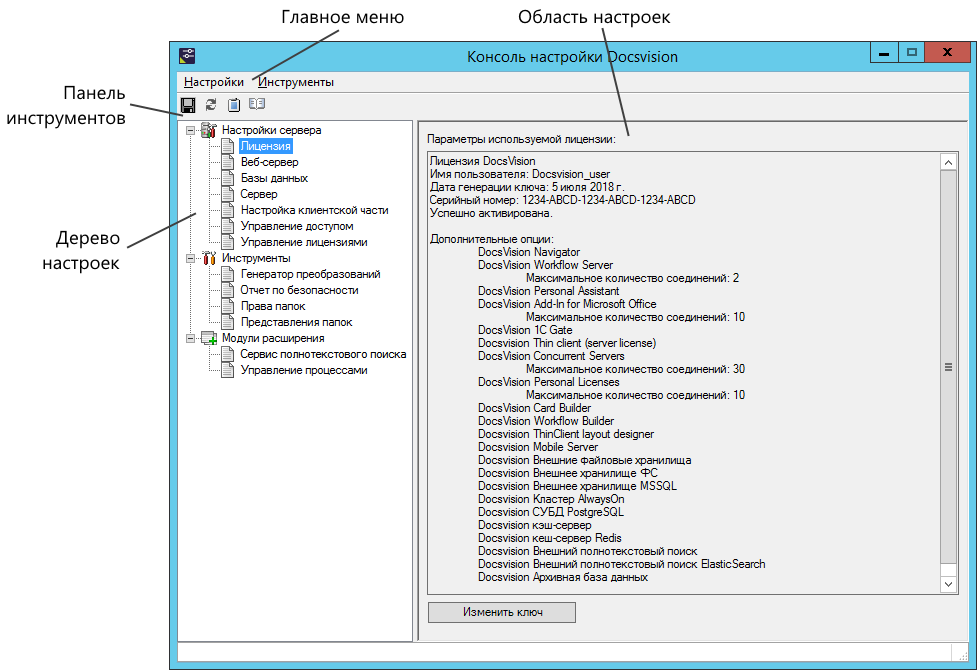 Главное меню
Область настроек
Консоль настройки Docsvision
Настройки
Инструменты
Панель
инструментов
Дерево
настроек
Настройки сервера
Лицензия
Веб-сервер
Базы данных
Сервер
Настройка клиентской части
Управление доступом
Управление лицензиями
Инструменты
Генератор преобразований
Отчет по безопасности
Права папок
Представления папок
Модули расширения
Сервис полнотекстового поиска
Управление процессами
Параметры используемой лицензии:
Лицензия DocsVision
Имя пользователя: Docsvision_user
Дата генерации ключа: 5 июля 2018 г.
Серийный номер: 1234-ABCD-1234-ABCD-1234-ABCD
Успешно активирована.
Дополнительные опции:
DocsVision Navigator
DocsVision Workflow Server
Максимальное количество соединений: 2
DocsVision Personal Assistant
DocsVision Add-In for Microsoft Office
Максимальное количество соединений: 10
DocsVision 1C Gate
Docsvision Thin client (server license)
DocsVision Concurrent Servers
Максимальное количество соединений: 30
DocsVision Personal Licenses
Максимальное количество соединений: 10
DocsVision Card Builder
DocsVision Workflow Builder
Docsvision ThinClient layout designer
Docsvision Mobile Server
Docsvision Внешние файловые хранилища
Docsvision Внешнее хранилище ФС
Docsvision Внешнее хранилище MSSQL
Docsvision Кластер AlwaysOn
Docsvision СУБД PostgreSQL
Docsvision кэш-сервер
Docsvision кеш-сервер Redis
Docsvision Внешний полнотекстовый поиск
Docsvision Внешний полнотекстовый поиск ElasticSearch
Docsvision Архивная база данных
Изменить ключ